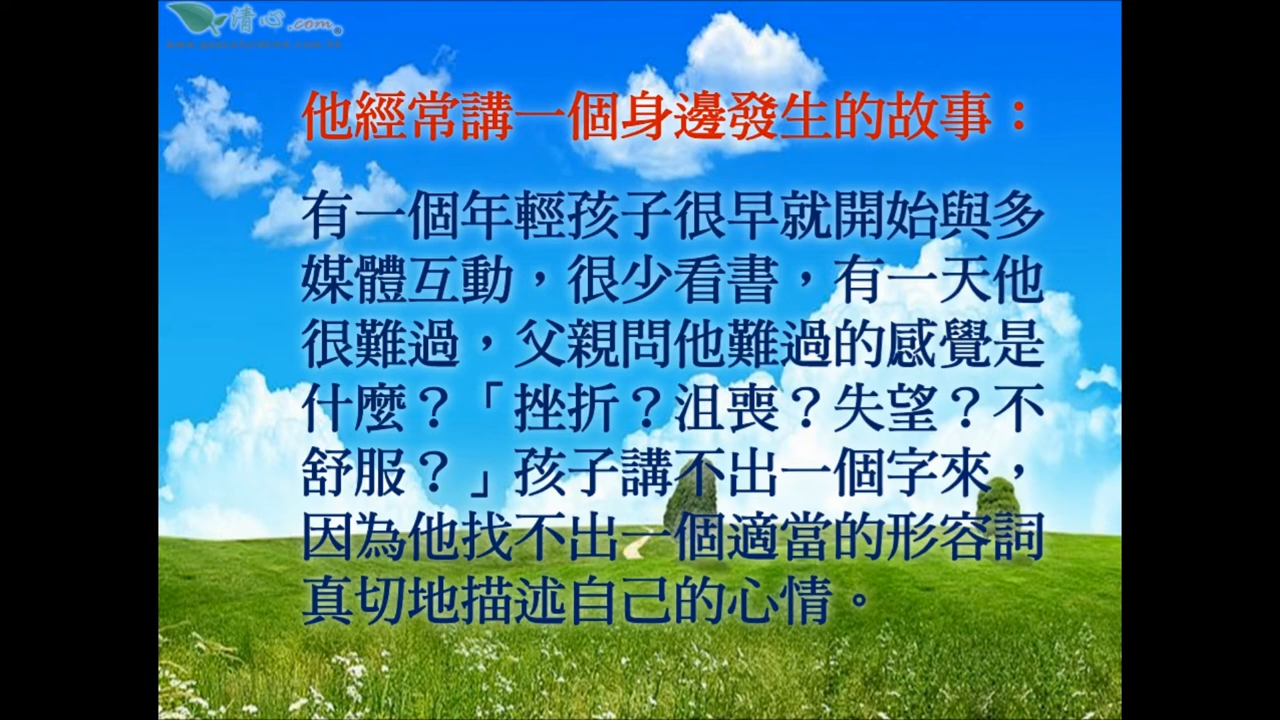 清心.com
他經常講一個身邊發生的故事：
有一個年輕孩子很早就開始與多
媒體互動，很少看書，有一天他
很難過，父親問他難過的感覺是
什麼？「挫折？沮喪？失望？不
舒服？」孩子講不出一個字來，
因為他找不出一個適當的形容詞
真切地描述自己的心情。